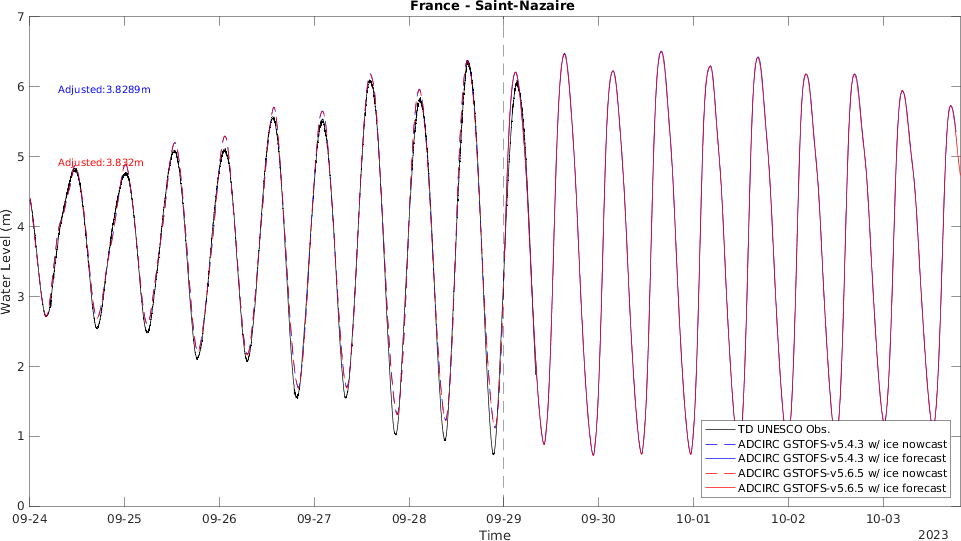 France - Saint-Nazaire
7
6
5
4
3
2
1
0
Water Level (m)
Adjusted:3.8289m
Adjusted:3.832m
TD UNESCO Obs.
ADCIRC GSTOFS-v5.4.3 w/ ice nowcast
ADCIRC GSTOFS-v5.4.3 w/ ice forecast
ADCIRC GSTOFS-v5.6.5 w/ ice nowcast
ADCIRC GSTOFS-v5.6.5 w/ ice forecast
09-24 09-25 09-26 09-27 09-28 09-29 09-30 10-01 10-02 10-03
Time
2023